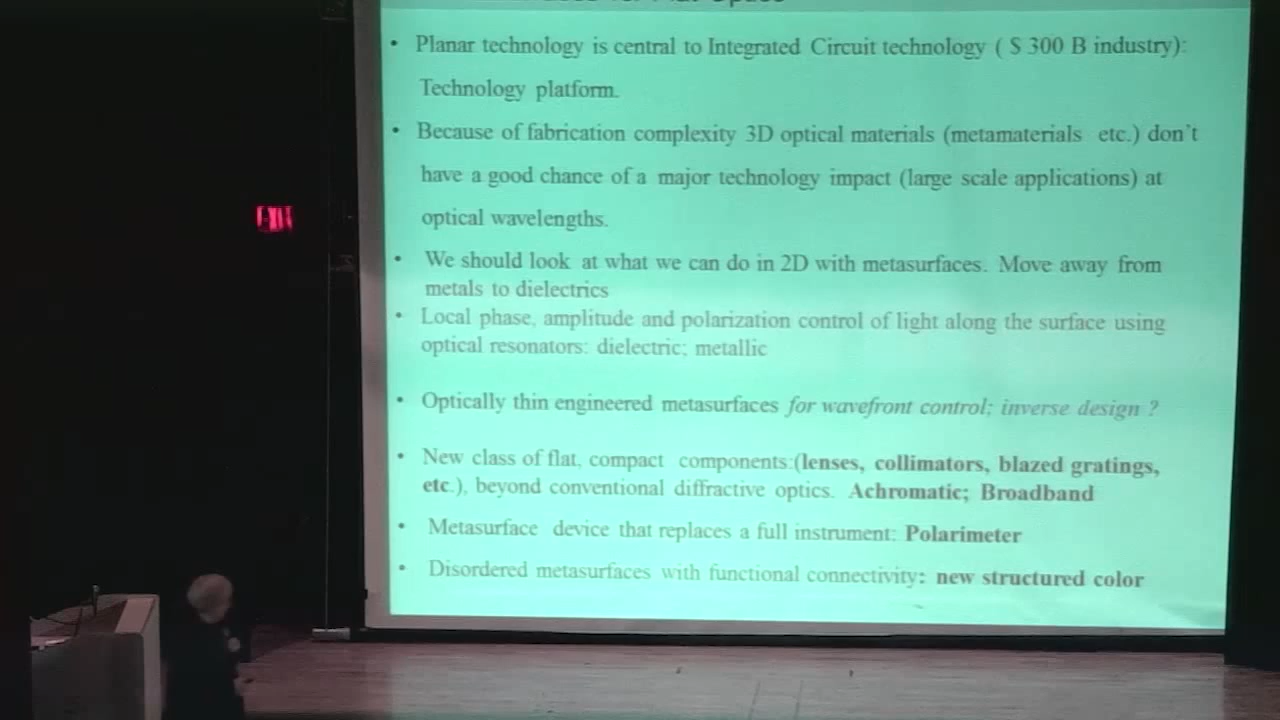 • Planar technology is central to Integrated Circuit technology ( $ 300 B industry):
Technology platform.
• Because of fabrication complexity 3D optical materials (metamaterials etc.) don't
have a good chance of a major technology impact (large scale applications) at
optical wavelengths.
• We should look at what we can do in 2D with metasurfaces. Move away from
metals to dielectrics
• Local phase, amplitude and polarization control of light along the surface using
optical resonators: dielectric; metallic
• Optically thin engineered metasurfaces for wavefront control; inverse design ?
• New class of flat, compact components:(lenses, collimators, blazed gratings,
etc.), beyond conventional diffractive optics. Achromatic; Broadband
• Metasurface device that replaces a full instrument: Polarimeter
• Disordered metasurfaces with functional connectivity: new structured color